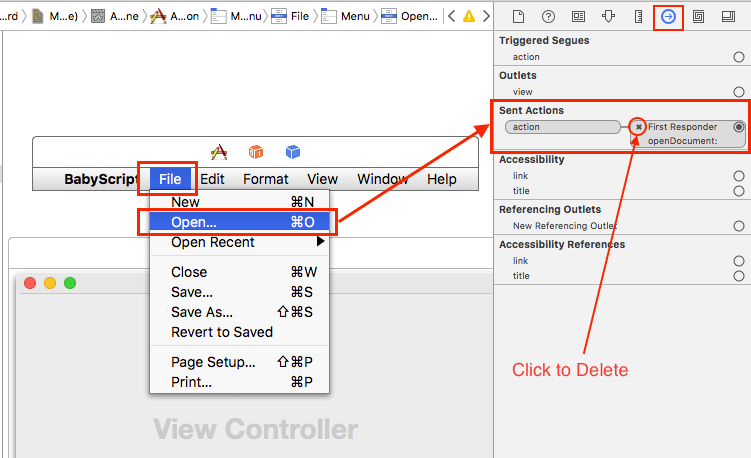 ...rd M...e) A...ne A...on M...nu File Menu Open...
Triggered Segues
action
Outlets
view
Sent Actions
action
First Responder
openDocument:
Accessibility
link
title
Referencing Outlets
New Referencing Outlet
Accessibility References
link
title
BabyScript File Edit Format View Window Help
New ⌘N
Open... ⌘O
Open Recent
Close ⌘W
Save... ⌘S
Save As... ⇧⌘S
Revert to Saved
Page Setup... ⇧⌘P
Print... ⌘P
View Controller
Click to Delete